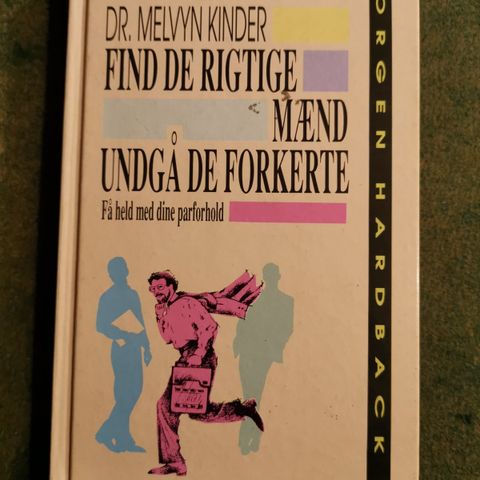 DR. MELVYN KINDER
FIND DE RIGTIGE
MÆND
UNDGÅ DE FORKERTE
Få held med dine parforhold
ORGEN HARDBACK